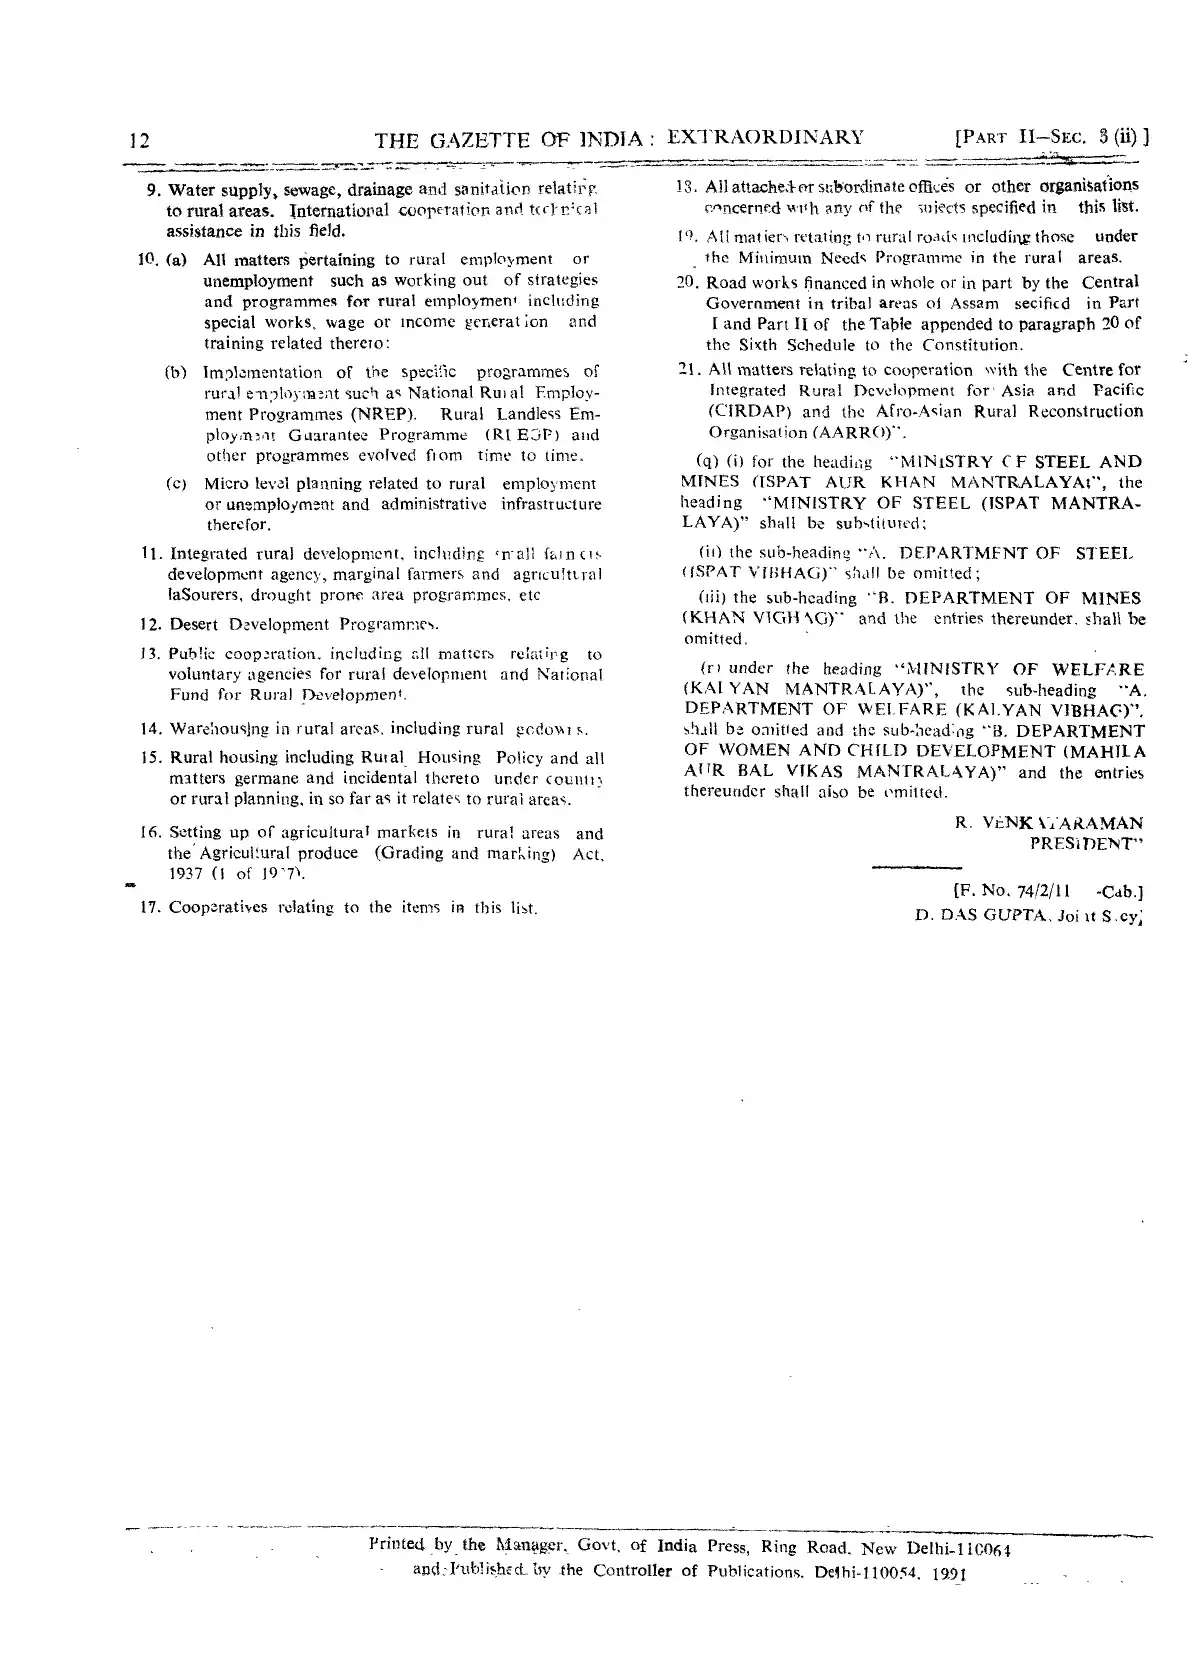 12 THE GAZETTE OF INDIA : EXTRAORDINARY [PART II—SEC. 3 (ii) ]
9. Water supply, sewage, drainage and sanitation relating
to rural areas. International cooperation and technical
assistance in this field.
10. (a) All matters pertaining to rural employment or
unemployment such as working out of strategies
and programmes for rural employment including
special works, wage or income generation and
training related thereto:
(b) Implementation of the specific programmes of
rural employment such as National Rural Employ-
ment Programmes (NREP). Rural Landless Em-
ployment Guarantee Programme (RLEGP) and
other programmes evolved from time to time.
(c) Micro level planning related to rural employment
or unemployment and administrative infrastructure
therefor.
11. Integrated rural development, including small farmers
development agency, marginal farmers and agricultural
laSourers, drought prone area programmes, etc
12. Desert Development Programmes.
13. Public cooperation, including all matters relating to
voluntary agencies for rural development and National
Fund for Rural Development.
14. Warehousing in rural areas, including rural godowns.
15. Rural housing including Rural Housing Policy and all
matters germane and incidental thereto under country
or rural planning, in so far as it relates to rural areas.
16. Setting up of agricultural markets in rural areas and
the Agricultural produce (Grading and marking) Act,
1937 (1 of 1937).
17. Cooperatives relating to the items in this list.
18. All attached or subordinate offices or other organisations
concerned with any of the sujects specified in this list.
19. All matters relating to rural roads including those under
the Minimum Needs Programme in the rural areas.
20. Road works financed in whole or in part by the Central
Government in tribal areas of Assam secified in Part
I and Part II of the Table appended to paragraph 20 of
the Sixth Schedule to the Constitution.
21. All matters relating to cooperation with the Centre for
Integrated Rural Development for Asia and Pacific
(CIRDAP) and the Afro-Asian Rural Reconstruction
Organisation (AARRO)".
(q) (i) for the heading "MINISTRY OF STEEL AND
MINES (ISPAT AUR KHAN MANTRALAYA)", the
heading "MINISTRY OF STEEL (ISPAT MANTRA-
LAYA)" shall be substituted;
(ii) the sub-heading "A. DEPARTMENT OF STEEL
(ISPAT VIBHAG)" shall be omitted;
(iii) the sub-heading "B. DEPARTMENT OF MINES
(KHAN VIGHAG)" and the entries thereunder, shall be
omitted.
(r) under the heading "MINISTRY OF WELFARE
(KALYAN MANTRALAYA)", the sub-heading "A.
DEPARTMENT OF WELFARE (KALYAN VIBHAG)",
shall be omitted and the sub-heading "B. DEPARTMENT
OF WOMEN AND CHILD DEVELOPMENT (MAHILA
AUR BAL VIKAS MANTRALAYA)" and the entries
thereunder shall also be omitted.
R. VENKATARAMAN
PRESIDENT"
[F. No. 74/2/11 -Cab.]
D. DAS GUPTA, Joint Secy.
Printed by the Manager, Govt. of India Press, Ring Road, New Delhi-110064
and Published by the Controller of Publications, Delhi-110054, 1991